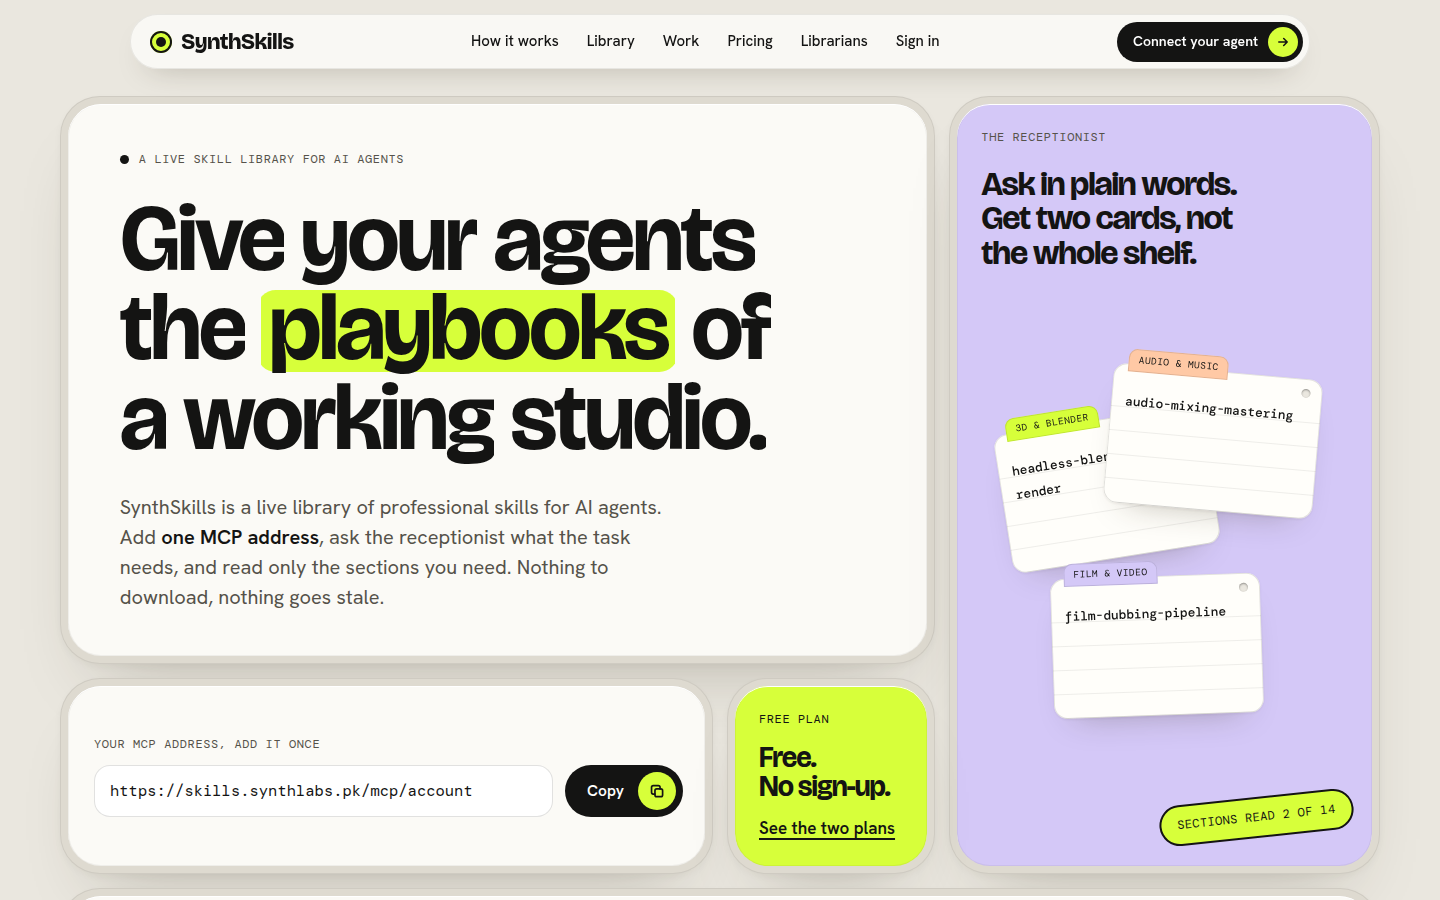 SynthSkills
How it works
Library
Work
Pricing
Librarians
Sign in
Connect your agent
A LIVE SKILL LIBRARY FOR AI AGENTS
Give your agents
the playbooks of
a working studio.
SynthSkills is a live library of professional skills for AI agents.
Add one MCP address, ask the receptionist what the task
needs, and read only the sections you need. Nothing to
download, nothing goes stale.
THE RECEPTIONIST
Ask in plain words.
Get two cards, not
the whole shelf.
AUDIO & MUSIC
audio-mixing-mastering
3D & BLENDER
headless-blen
render
FILM & VIDEO
film-dubbing-pipeline
SECTIONS READ 2 OF 14
YOUR MCP ADDRESS, ADD IT ONCE
https://skills.synthlabs.pk/mcp/account
Copy
FREE PLAN
Free.
No sign-up.
See the two plans